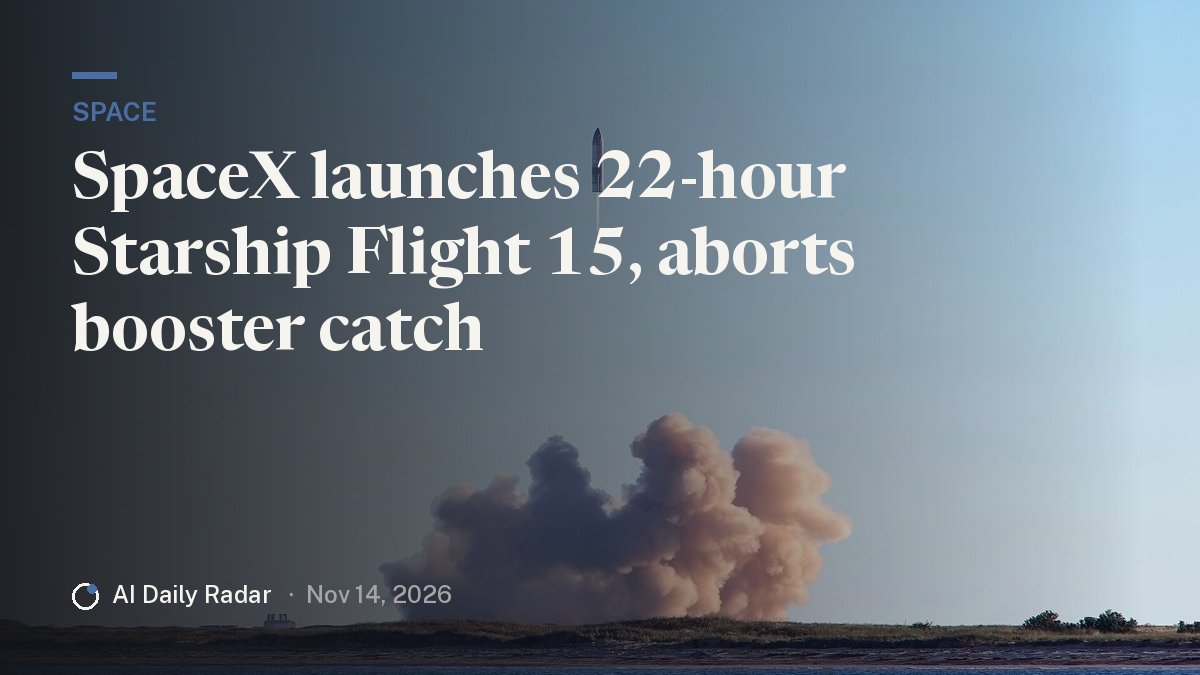 SPACE
SpaceX launches 22-hour
Starship Flight 15, aborts
booster catch
AI Daily Radar · Nov 14, 2026